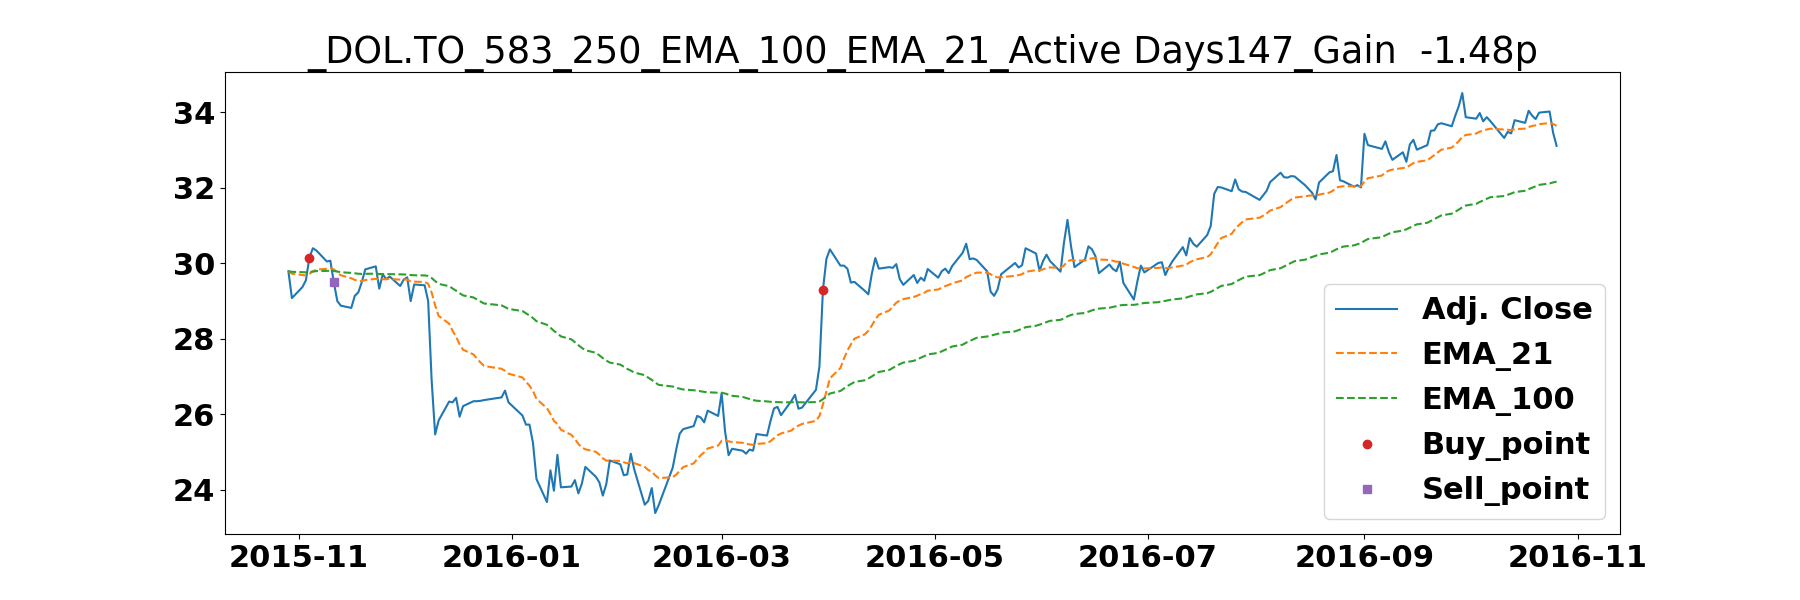 _DOL.TO_583_250_EMA_100_EMA_21_Active Days147_Gain  -1.48p
34
32
30
28
26
24
Adj. Close
EMA_21
EMA_100
Buy_point
Sell_point
2015-11 2016-01 2016-03 2016-05 2016-07 2016-09 2016-11